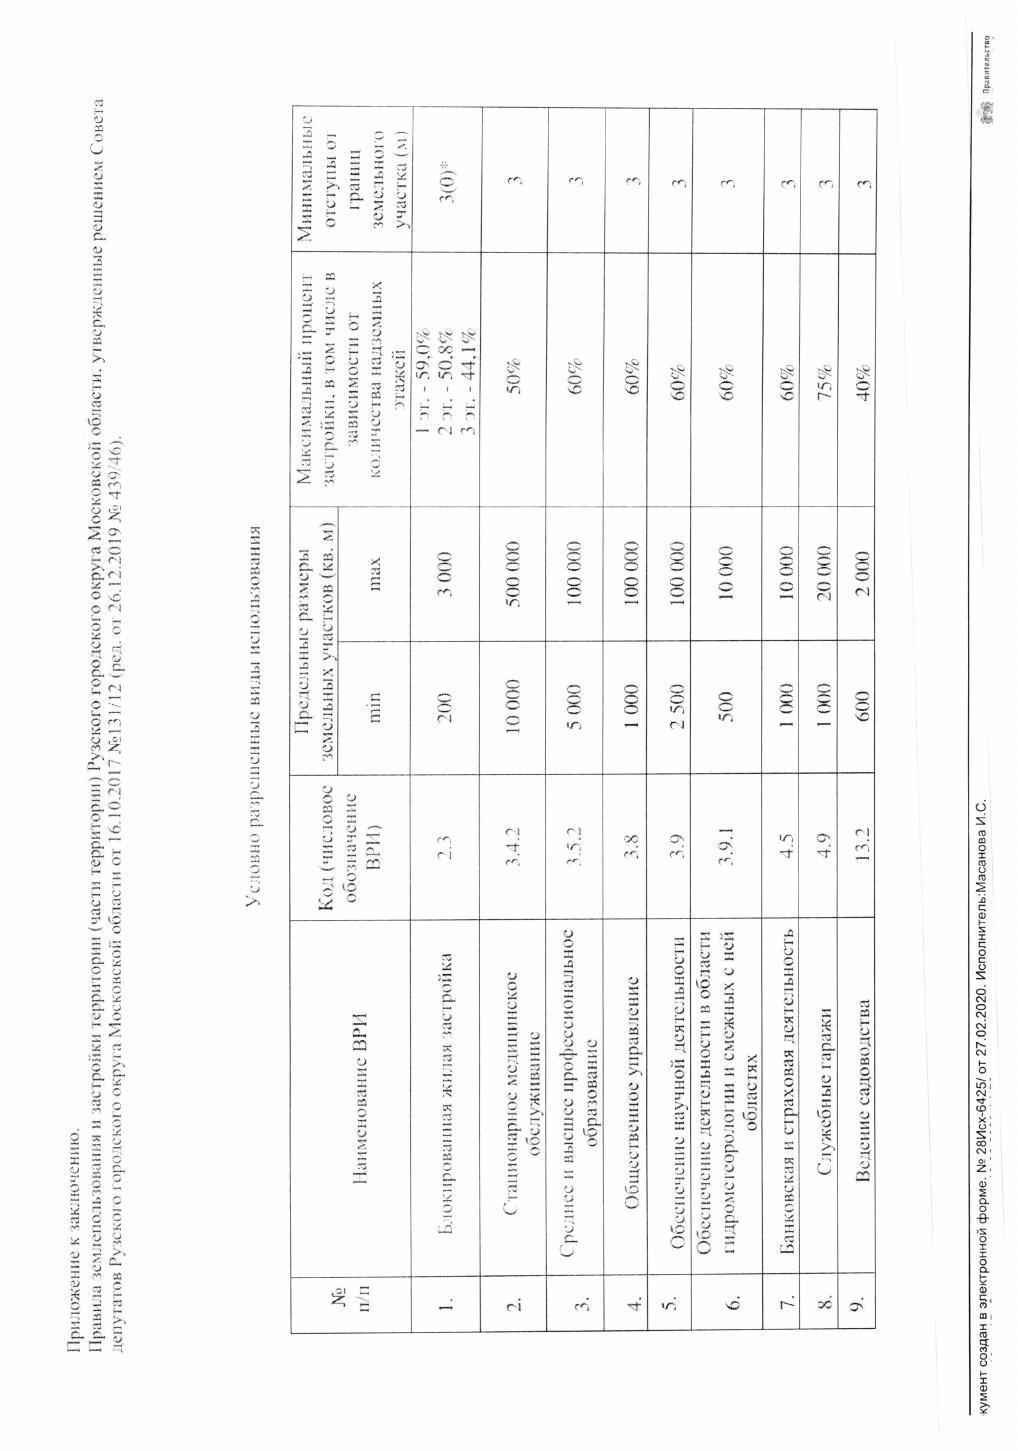 Приложение к заключению.
Правила землепользования и застройки территории (части территории) Рузского городского округа Московской области, утвержденные решением Совета
депутатов Рузского городского округа Московской области от 16.10.2017 №131/12 (ред. от 26.12.2019 № 439/46).
Условно разрешенные виды использования
№
п/п
Наименование ВРИ
Код (числовое
обозначение
ВРИ)
Предельные размеры
земельных участков (кв. м)
min
max
Максимальный процент
застройки, в том числе в
зависимости от
количества надземных
этажей
Минимальные
отступы от
границ
земельного
участка (м)
1. Блокированная жилая застройка 2.3 200 3 000
1 эт. - 59,0%
2 эт. - 50,8%
3 эт. - 44,1%
3(0)*
2. Стационарное медицинское
обслуживание
3.4.2 10 000 500 000 50% 3
3. Среднее и высшее профессиональное
образование
3.5.2 5 000 100 000 60% 3
4. Общественное управление 3.8 1 000 100 000 60% 3
5. Обеспечение научной деятельности 3.9 2 500 100 000 60% 3
6. Обеспечение деятельности в области
гидрометеорологии и смежных с ней
областях
3.9.1 500 10 000 60% 3
7. Банковская и страховая деятельность 4.5 1 000 10 000 60% 3
8. Служебные гаражи 4.9 1 000 20 000 75% 3
9. Ведение садоводства 13.2 600 2 000 40% 3
кумент создан в электронной форме. № 28Исх-6425/ от 27.02.2020. Исполнитель:Масанова И.С.
Правительство